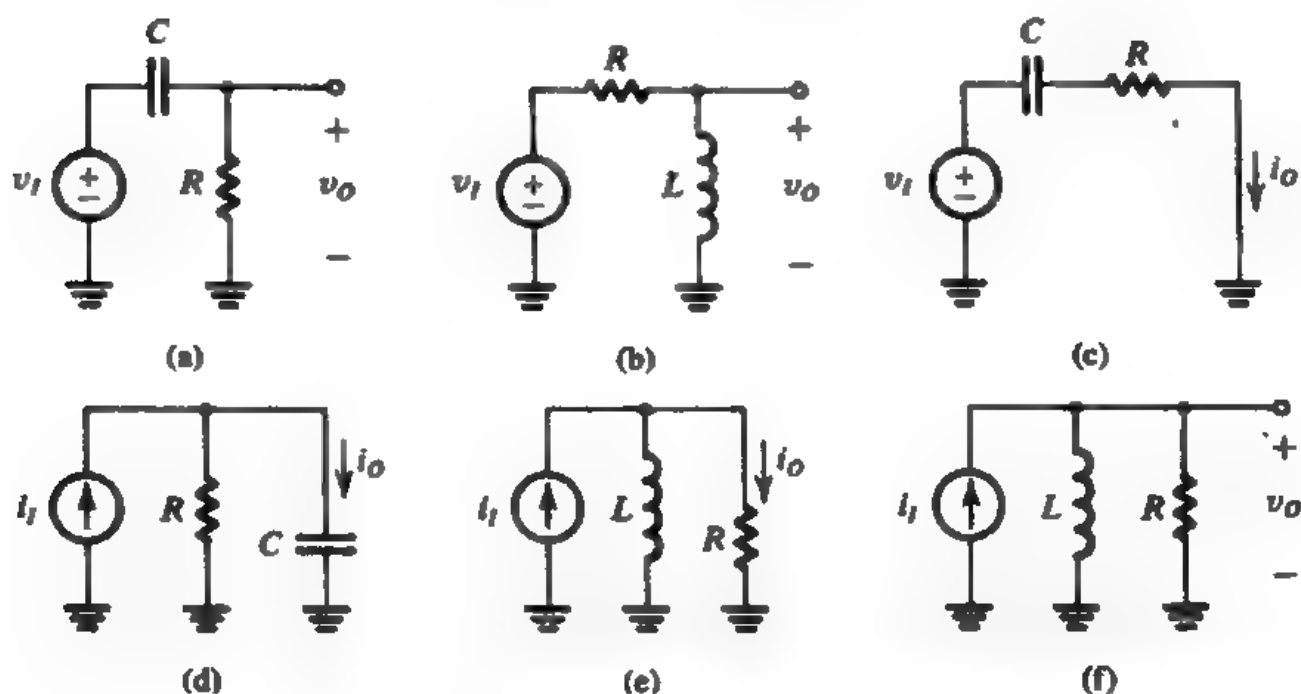 C
R
v_I
+
−
R
+
v_O
−
(a)
R
v_I
+
−
L
+
v_O
−
(b)
C
R
v_I
+
−
i_O
(c)
i_I
R
C
i_O
(d)
i_I
L
R
i_O
(e)
i_I
L
R
+
v_O
−
(f)